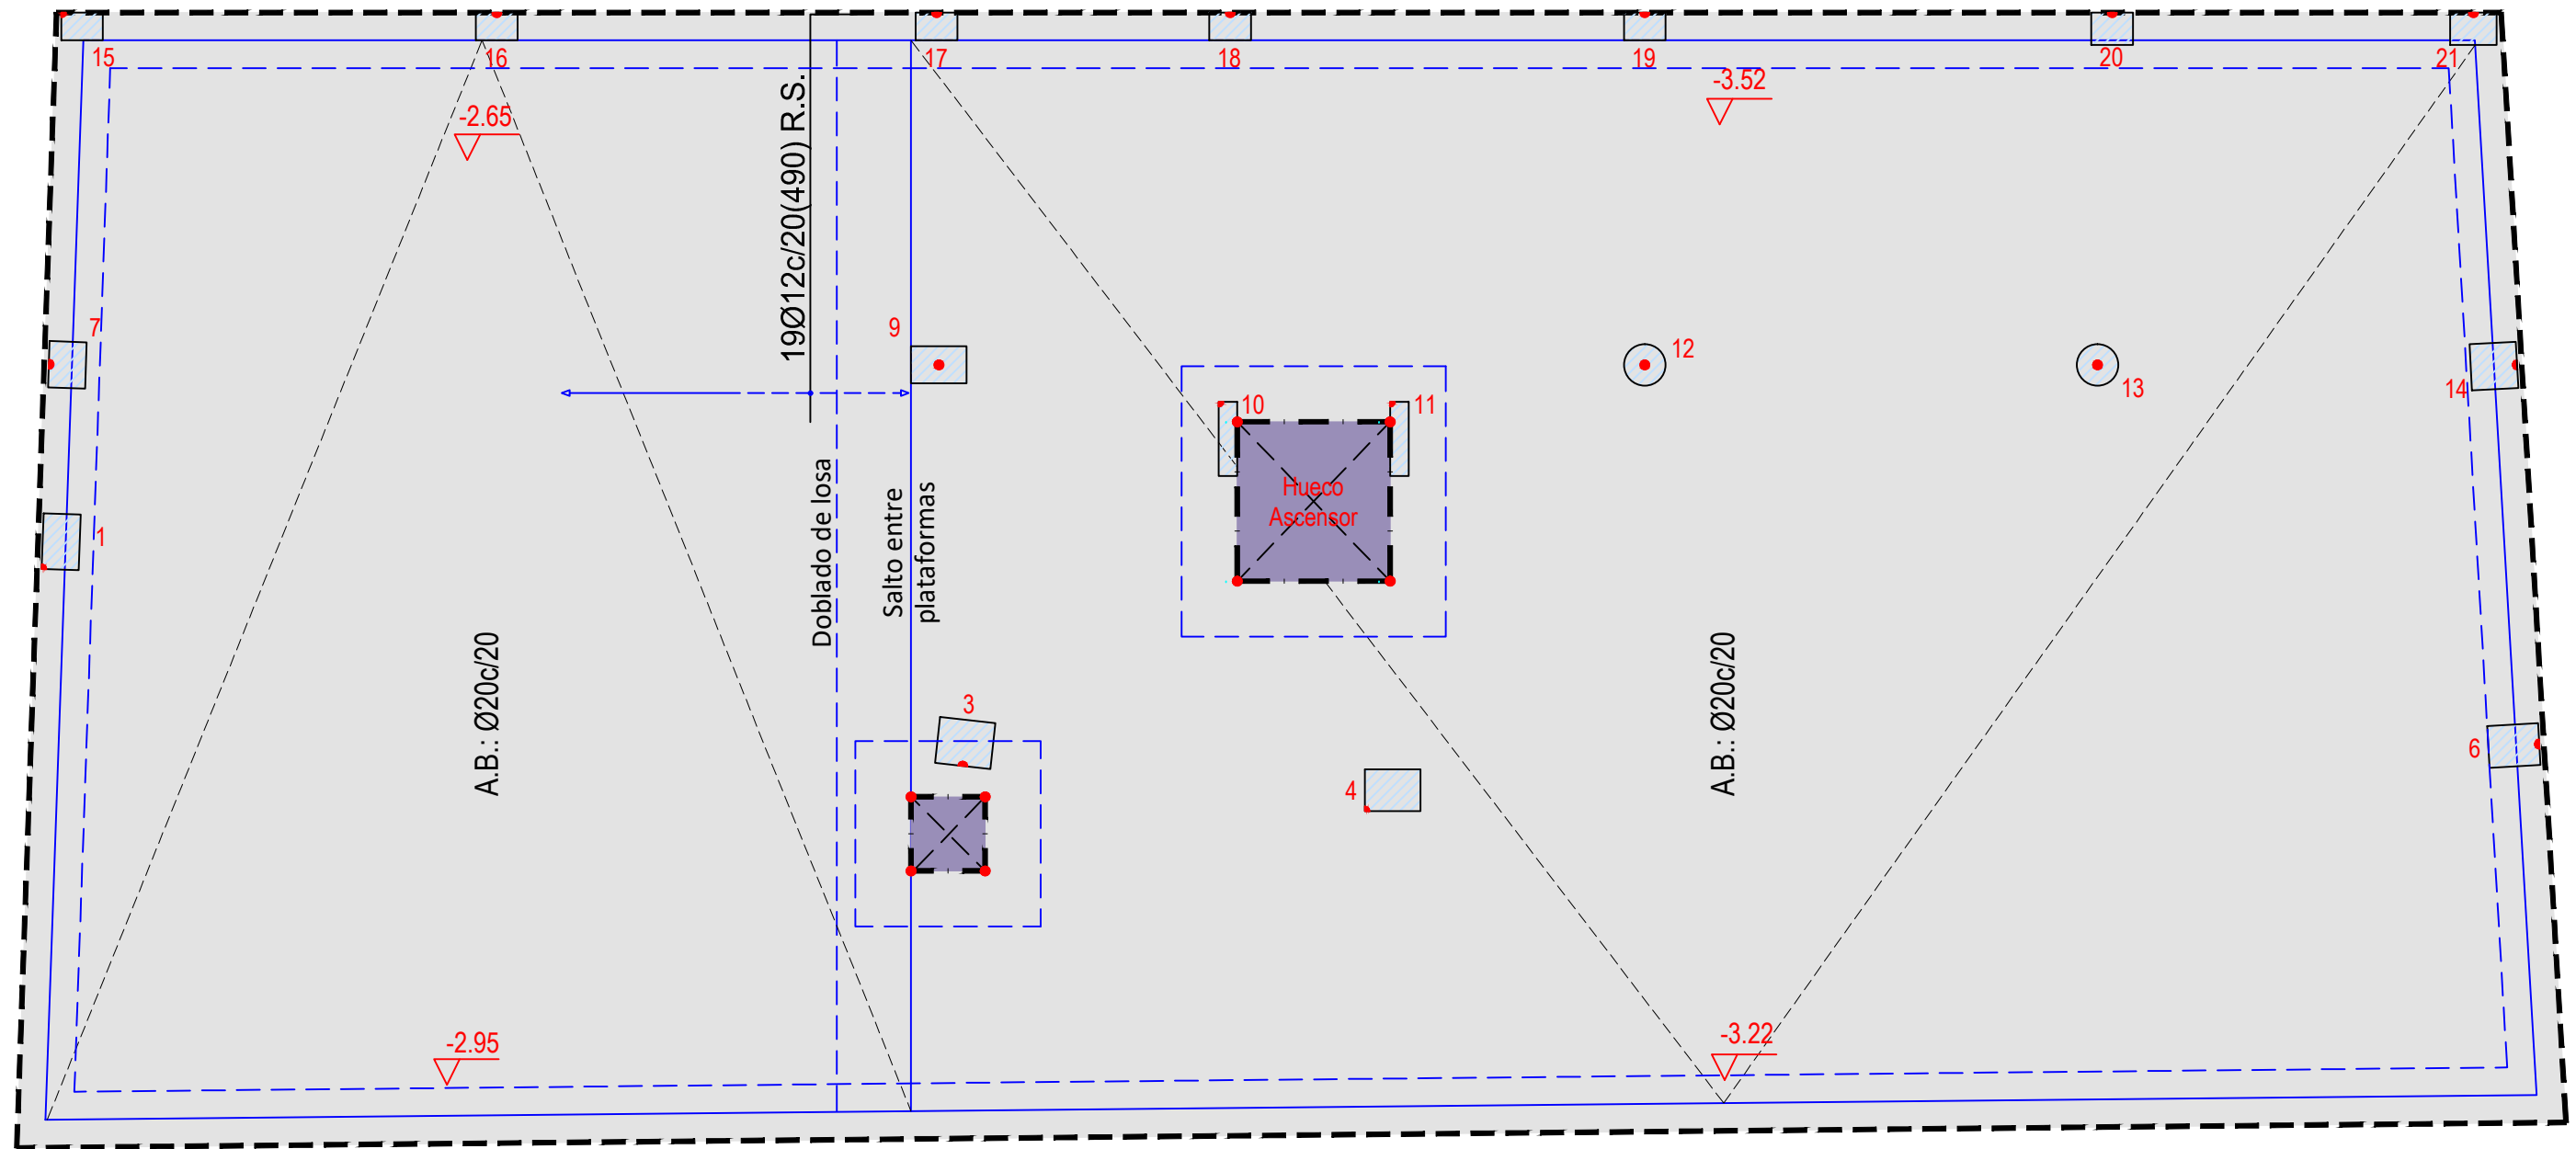 15
16
17
18
19
20
21
-2.65
-3.52
19Ø12c/20(490) R.S.
7
9
12
13
14
10
11
Hueco
Ascensor
1
Doblado de losa
Salto entre
plataformas
A.B.: Ø20c/20
A.B.: Ø20c/20
3
4
6
-2.95
-3.22